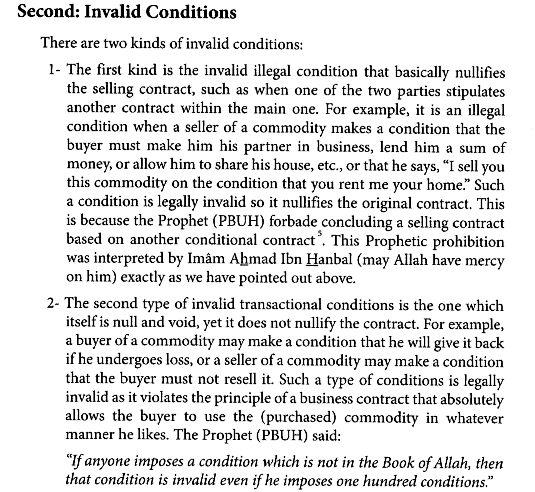 Second: Invalid Conditions
There are two kinds of invalid conditions:
1- The first kind is the invalid illegal condition that basically nullifies
the selling contract, such as when one of the two parties stipulates
another contract within the main one. For example, it is an illegal
condition when a seller of a commodity makes a condition that the
buyer must make him his partner in business, lend him a sum of
money, or allow him to share his house, etc., or that he says, “I sell you
this commodity on the condition that you rent me your home.” Such
a condition is legally invalid so it nullifies the original contract. This
is because the Prophet (PBUH) forbade concluding a selling contract
based on another conditional contract⁵. This Prophetic prohibition
was interpreted by Imâm Ahmad Ibn Hanbal (may Allah have mercy
on him) exactly as we have pointed out above.
2- The second type of invalid transactional conditions is the one which
itself is null and void, yet it does not nullify the contract. For example,
a buyer of a commodity may make a condition that he will give it back
if he undergoes loss, or a seller of a commodity may make a condition
that the buyer must not resell it. Such a type of conditions is legally
invalid as it violates the principle of a business contract that absolutely
allows the buyer to use the (purchased) commodity in whatever
manner he likes. The Prophet (PBUH) said:
“If anyone imposes a condition which is not in the Book of Allah, then
that condition is invalid even if he imposes one hundred conditions.”